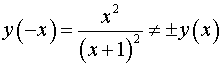 y(−x) = x² / (x+1)² ≠ ±y(x)